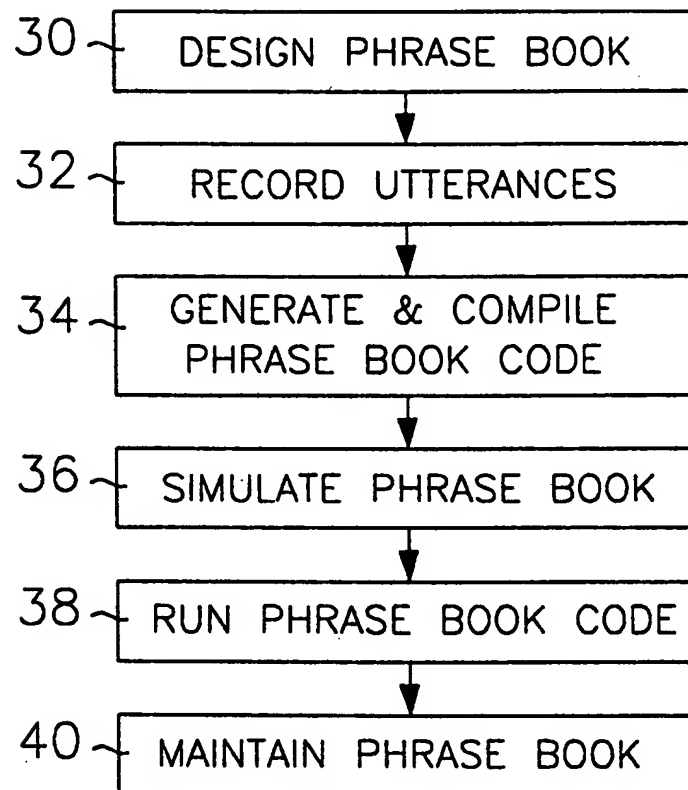 30 DESIGN PHRASE BOOK
32 RECORD UTTERANCES
34 GENERATE & COMPILE
PHRASE BOOK CODE
36 SIMULATE PHRASE BOOK
38 RUN PHRASE BOOK CODE
40 MAINTAIN PHRASE BOOK